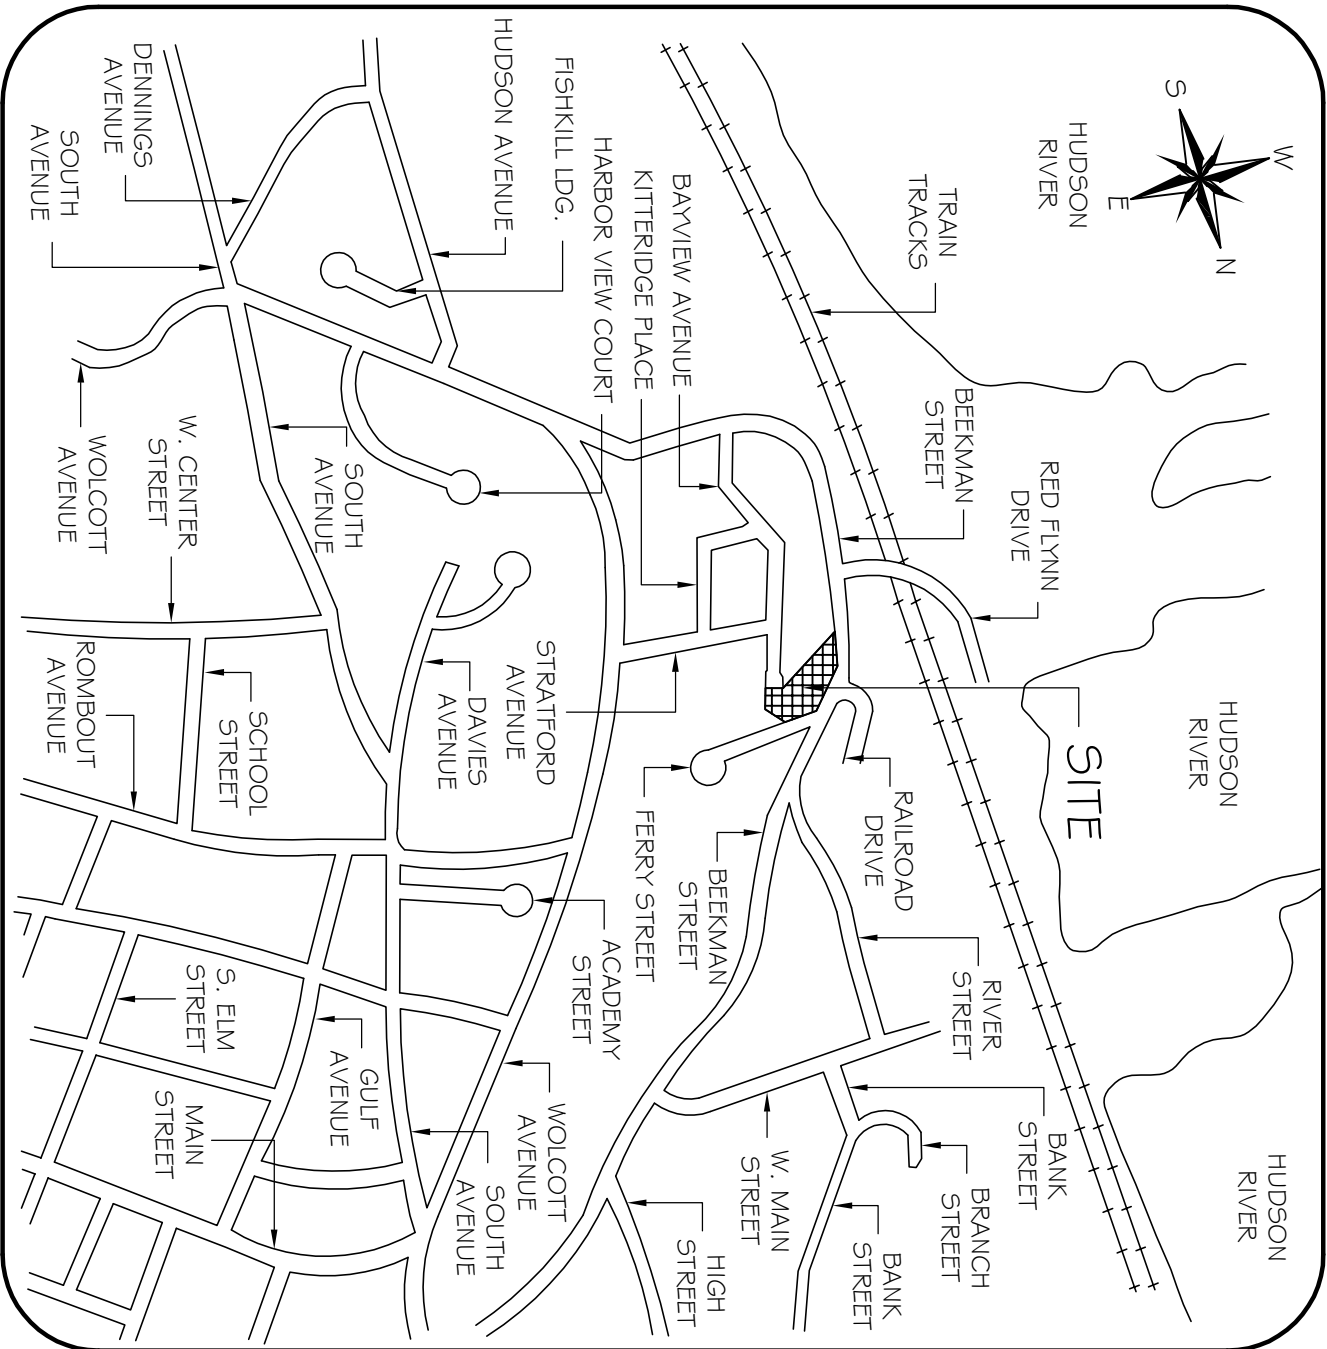 HUDSON
RIVER
W
HUDSON
RIVER
N
S
E
HUDSON
RIVER
SITE
BANK
STREET
RED FLYNN
DRIVE
RIVER
STREET
BRANCH
STREET
BEEKMAN
STREET
TRAIN
TRACKS
RAILROAD
DRIVE
BANK
STREET
W. MAIN
STREET
BEEKMAN
STREET
HIGH
STREET
BAYVIEW AVENUE
KITTERIDGE PLACE
FERRY STREET
HARBOR VIEW COURT
ACADEMY
STREET
FISHKILL LDG.
STRATFORD
AVENUE
WOLCOTT
AVENUE
HUDSON AVENUE
SOUTH
AVENUE
DAVIES
AVENUE
SOUTH
AVENUE
GULF
AVENUE
SCHOOL
STREET
S. ELM
STREET
MAIN
STREET
W. CENTER
STREET
DENNINGS
AVENUE
WOLCOTT
AVENUE
ROMBOUT
AVENUE
SOUTH
AVENUE